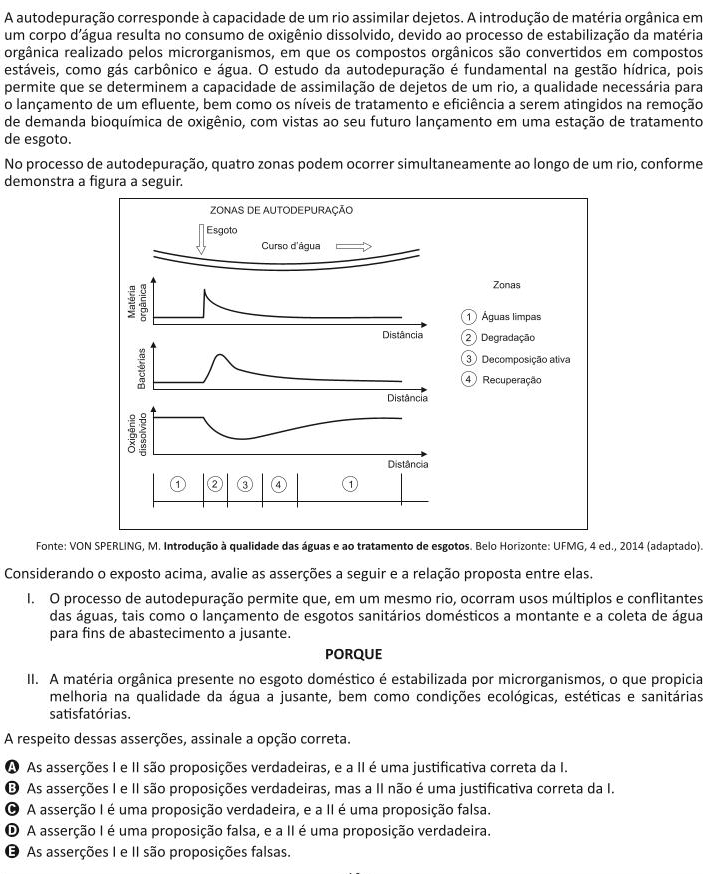 A autodepuração corresponde à capacidade de um rio assimilar dejetos. A introdução de matéria orgânica em
um corpo d'água resulta no consumo de oxigênio dissolvido, devido ao processo de estabilização da matéria
orgânica realizado pelos microrganismos, em que os compostos orgânicos são convertidos em compostos
estáveis, como gás carbônico e água. O estudo da autodepuração é fundamental na gestão hídrica, pois
permite que se determinem a capacidade de assimilação de dejetos de um rio, a qualidade necessária para
o lançamento de um efluente, bem como os níveis de tratamento e eficiência a serem atingidos na remoção
de demanda bioquímica de oxigênio, com vistas ao seu futuro lançamento em uma estação de tratamento
de esgoto.
No processo de autodepuração, quatro zonas podem ocorrer simultaneamente ao longo de um rio, conforme
demonstra a figura a seguir.
ZONAS DE AUTODEPURAÇÃO
Esgoto
Curso d'água
Matéria
orgânica
Distância
Bactérias
Distância
Oxigênio
dissolvido
Distância
1 2 3 4 1
Zonas
1 Águas limpas
2 Degradação
3 Decomposição ativa
4 Recuperação
Fonte: VON SPERLING, M. Introdução à qualidade das águas e ao tratamento de esgotos. Belo Horizonte: UFMG, 4 ed., 2014 (adaptado).
Considerando o exposto acima, avalie as asserções a seguir e a relação proposta entre elas.
I. O processo de autodepuração permite que, em um mesmo rio, ocorram usos múltiplos e conflitantes
das águas, tais como o lançamento de esgotos sanitários domésticos a montante e a coleta de água
para fins de abastecimento a jusante.
PORQUE
II. A matéria orgânica presente no esgoto doméstico é estabilizada por microrganismos, o que propicia
melhoria na qualidade da água a jusante, bem como condições ecológicas, estéticas e sanitárias
satisfatórias.
A respeito dessas asserções, assinale a opção correta.
A As asserções I e II são proposições verdadeiras, e a II é uma justificativa correta da I.
B As asserções I e II são proposições verdadeiras, mas a II não é uma justificativa correta da I.
C A asserção I é uma proposição verdadeira, e a II é uma proposição falsa.
D A asserção I é uma proposição falsa, e a II é uma proposição verdadeira.
E As asserções I e II são proposições falsas.